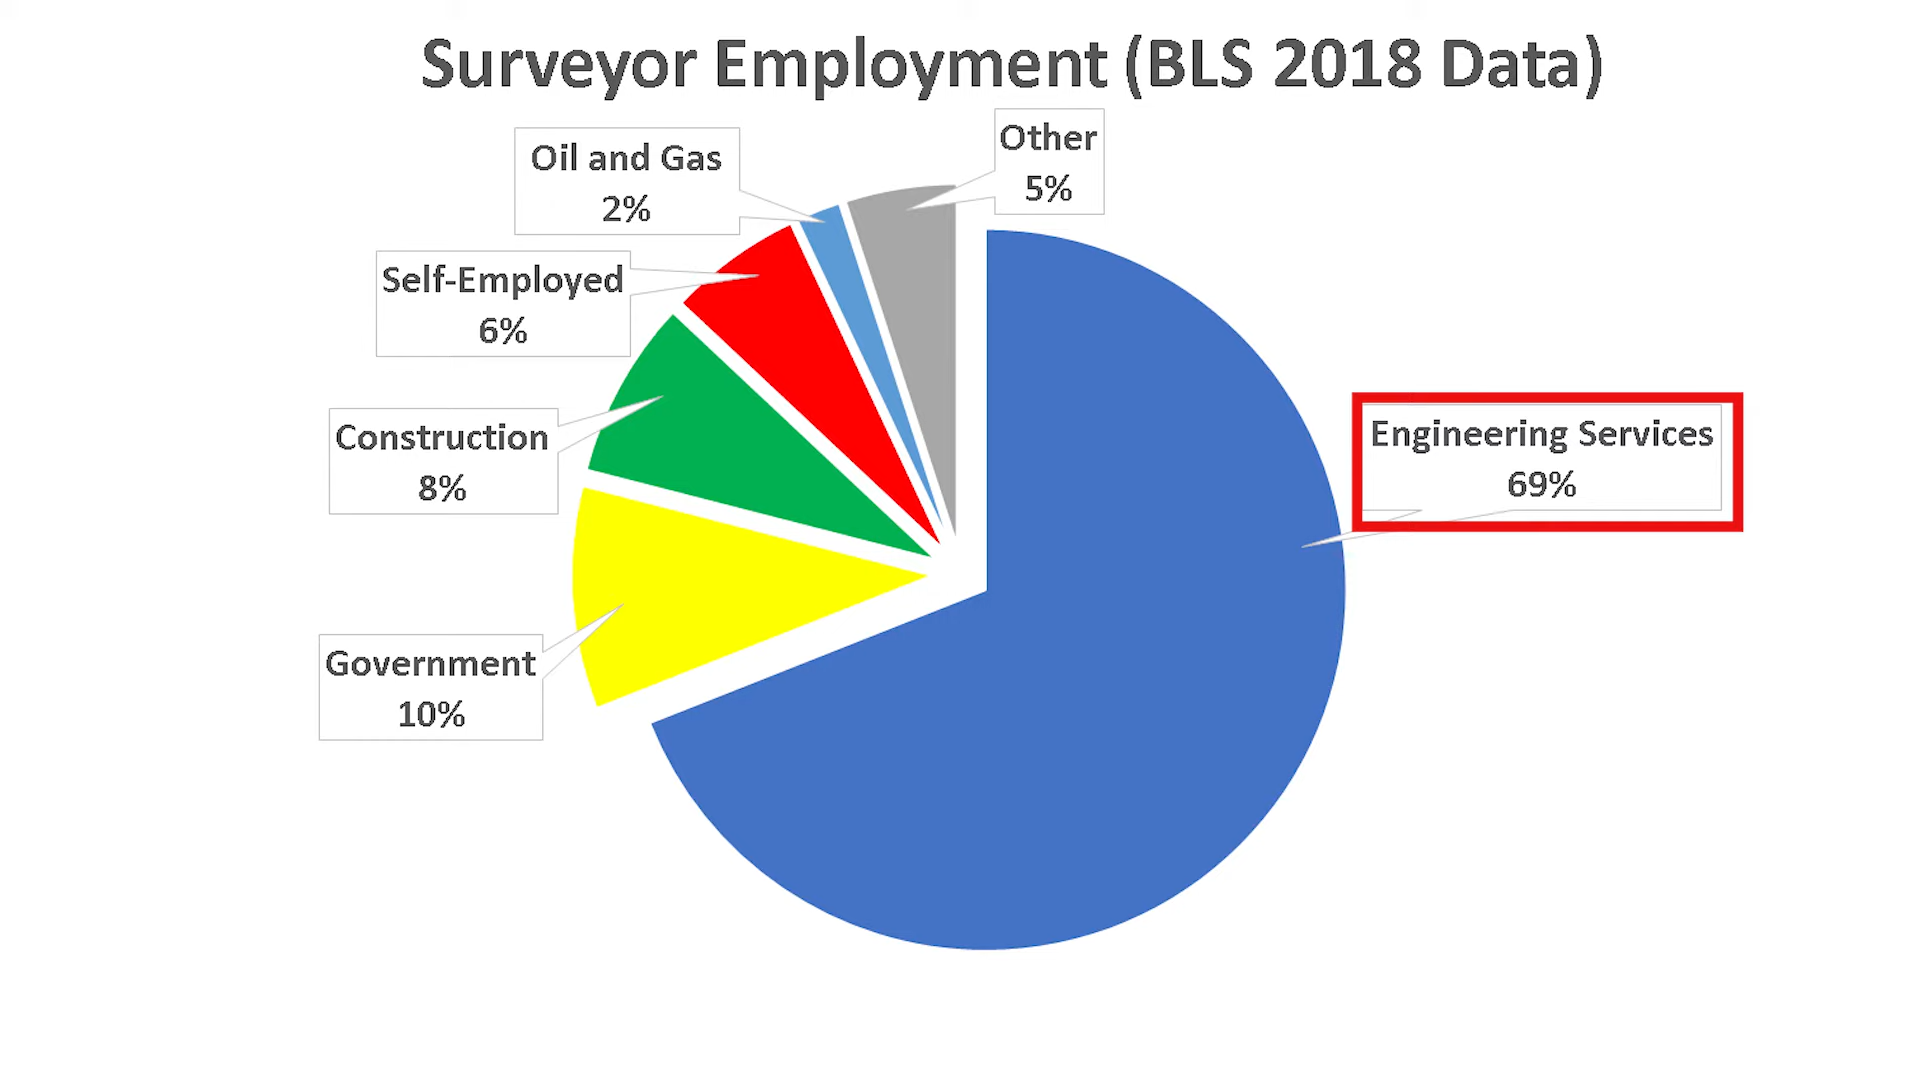 Surveyor Employment (BLS 2018 Data)
Other
5%
Oil and Gas
2%
Self-Employed
6%
Construction
8%
Engineering Services
69%
Government
10%